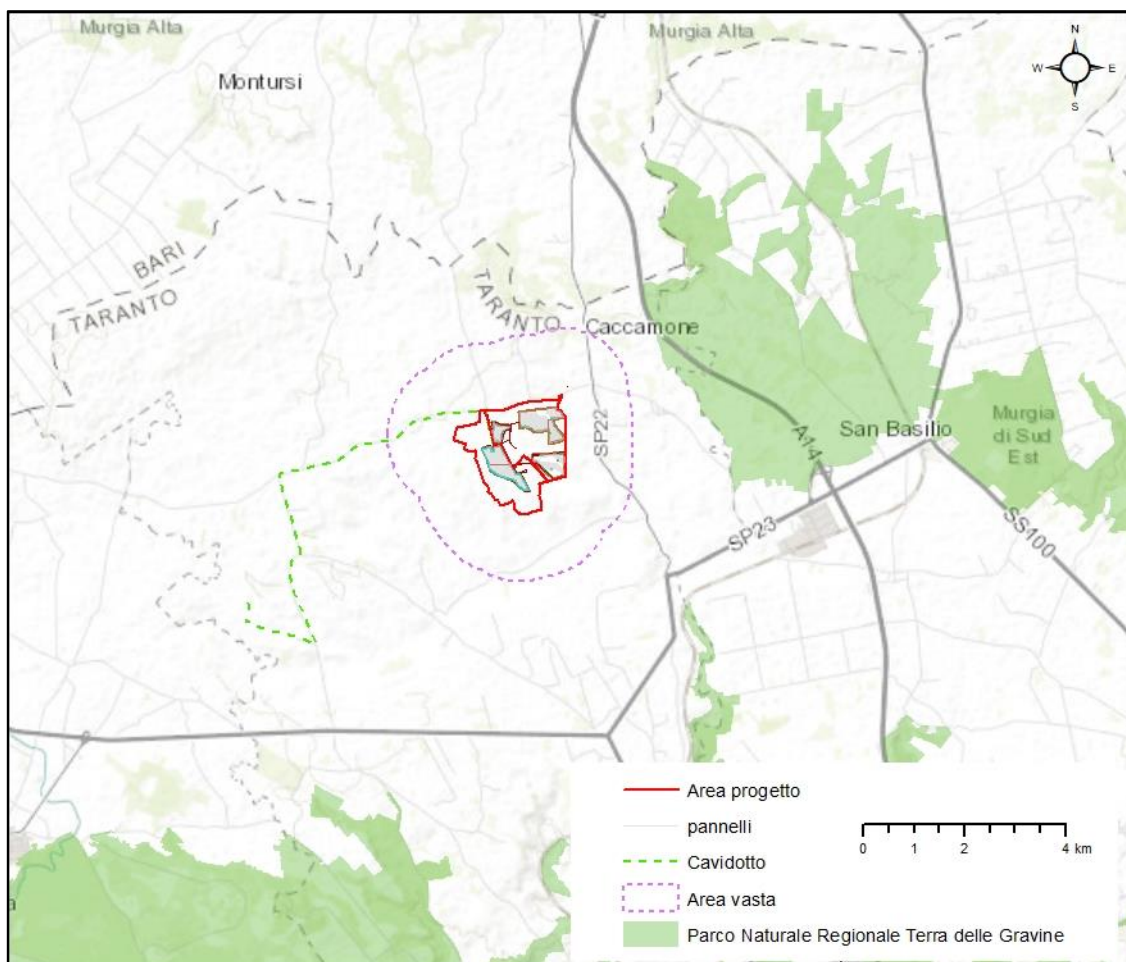 Murgia Alta
Murgia Alta
N
W
E
S
Montursi
BARI
TARANTO
TARANTO
Caccamone
SP22
A14
San Basilio
Murgia
di Sud
Est
SP23
SS100
Area progetto
pannelli
Cavidotto
Area vasta
Parco Naturale Regionale Terra delle Gravine
0 2 4 km